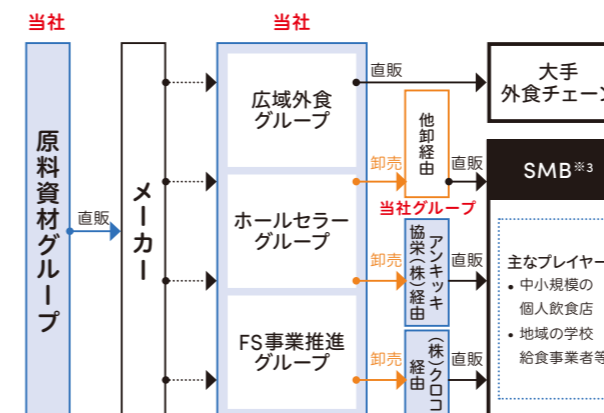 当社
原料資材グループ
直販
メーカー
当社
広域外食
グループ
ホールセラー
グループ
FS事業推進
グループ
直販
卸売
他卸経由
直販
当社グループ
卸売
アンキッキ
協栄(株)経由
直販
卸売
(株)クロコ
経由
直販
大手
外食チェーン
SMB※3
主なプレイヤー
• 中小規模の
個人飲食店
• 地域の学校
給食事業者等